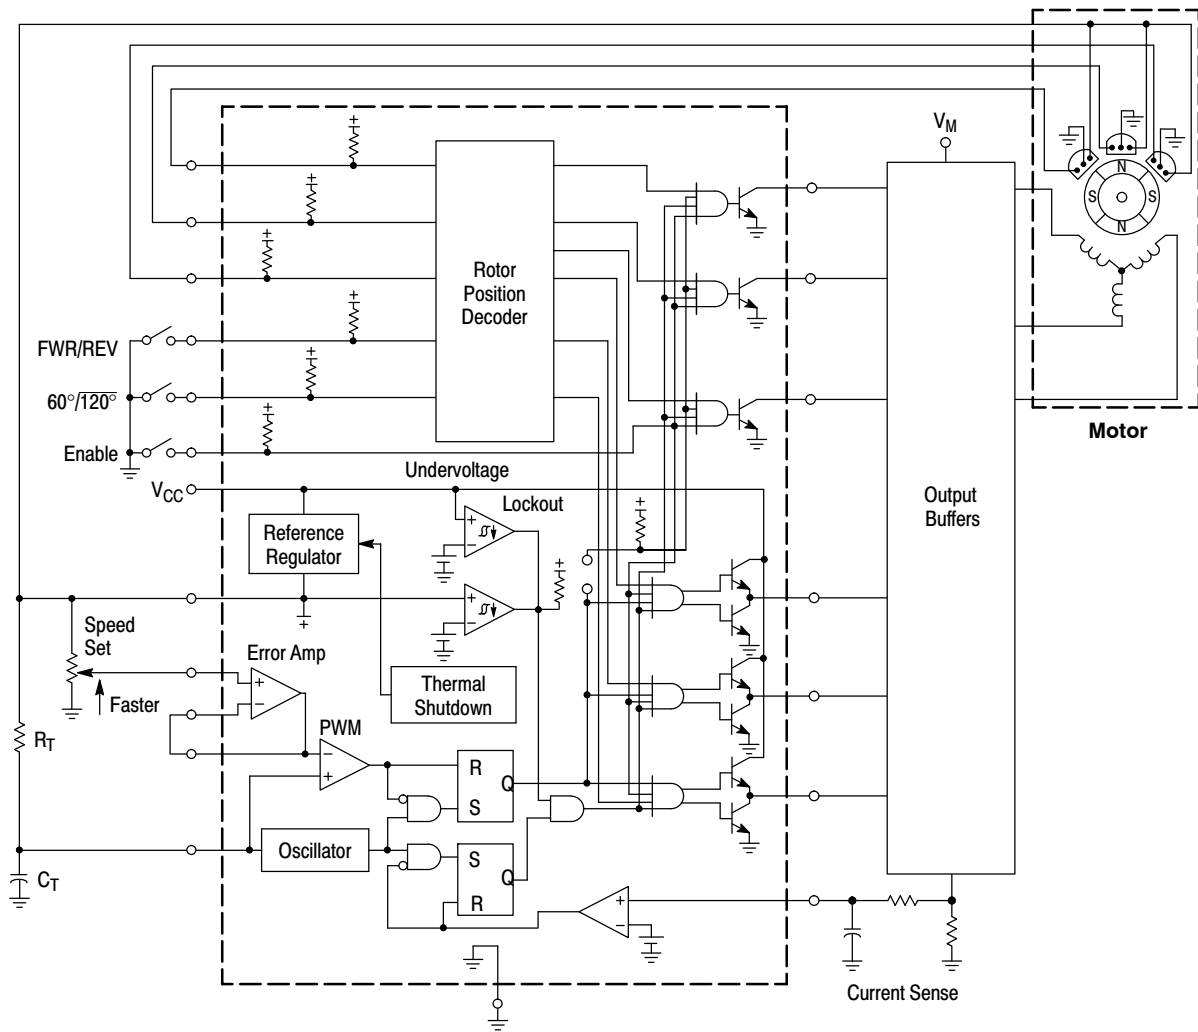 V_M
N
S
S
N
Rotor
Position
Decoder
FWR/REV
60°/120°
Enable
Motor
Undervoltage
V_CC
Lockout
Output
Buffers
Reference
Regulator
Speed
Set
Error Amp
Thermal
Shutdown
Faster
PWM
R_T
R
Q
S
Oscillator
S
Q
R
C_T
Current Sense